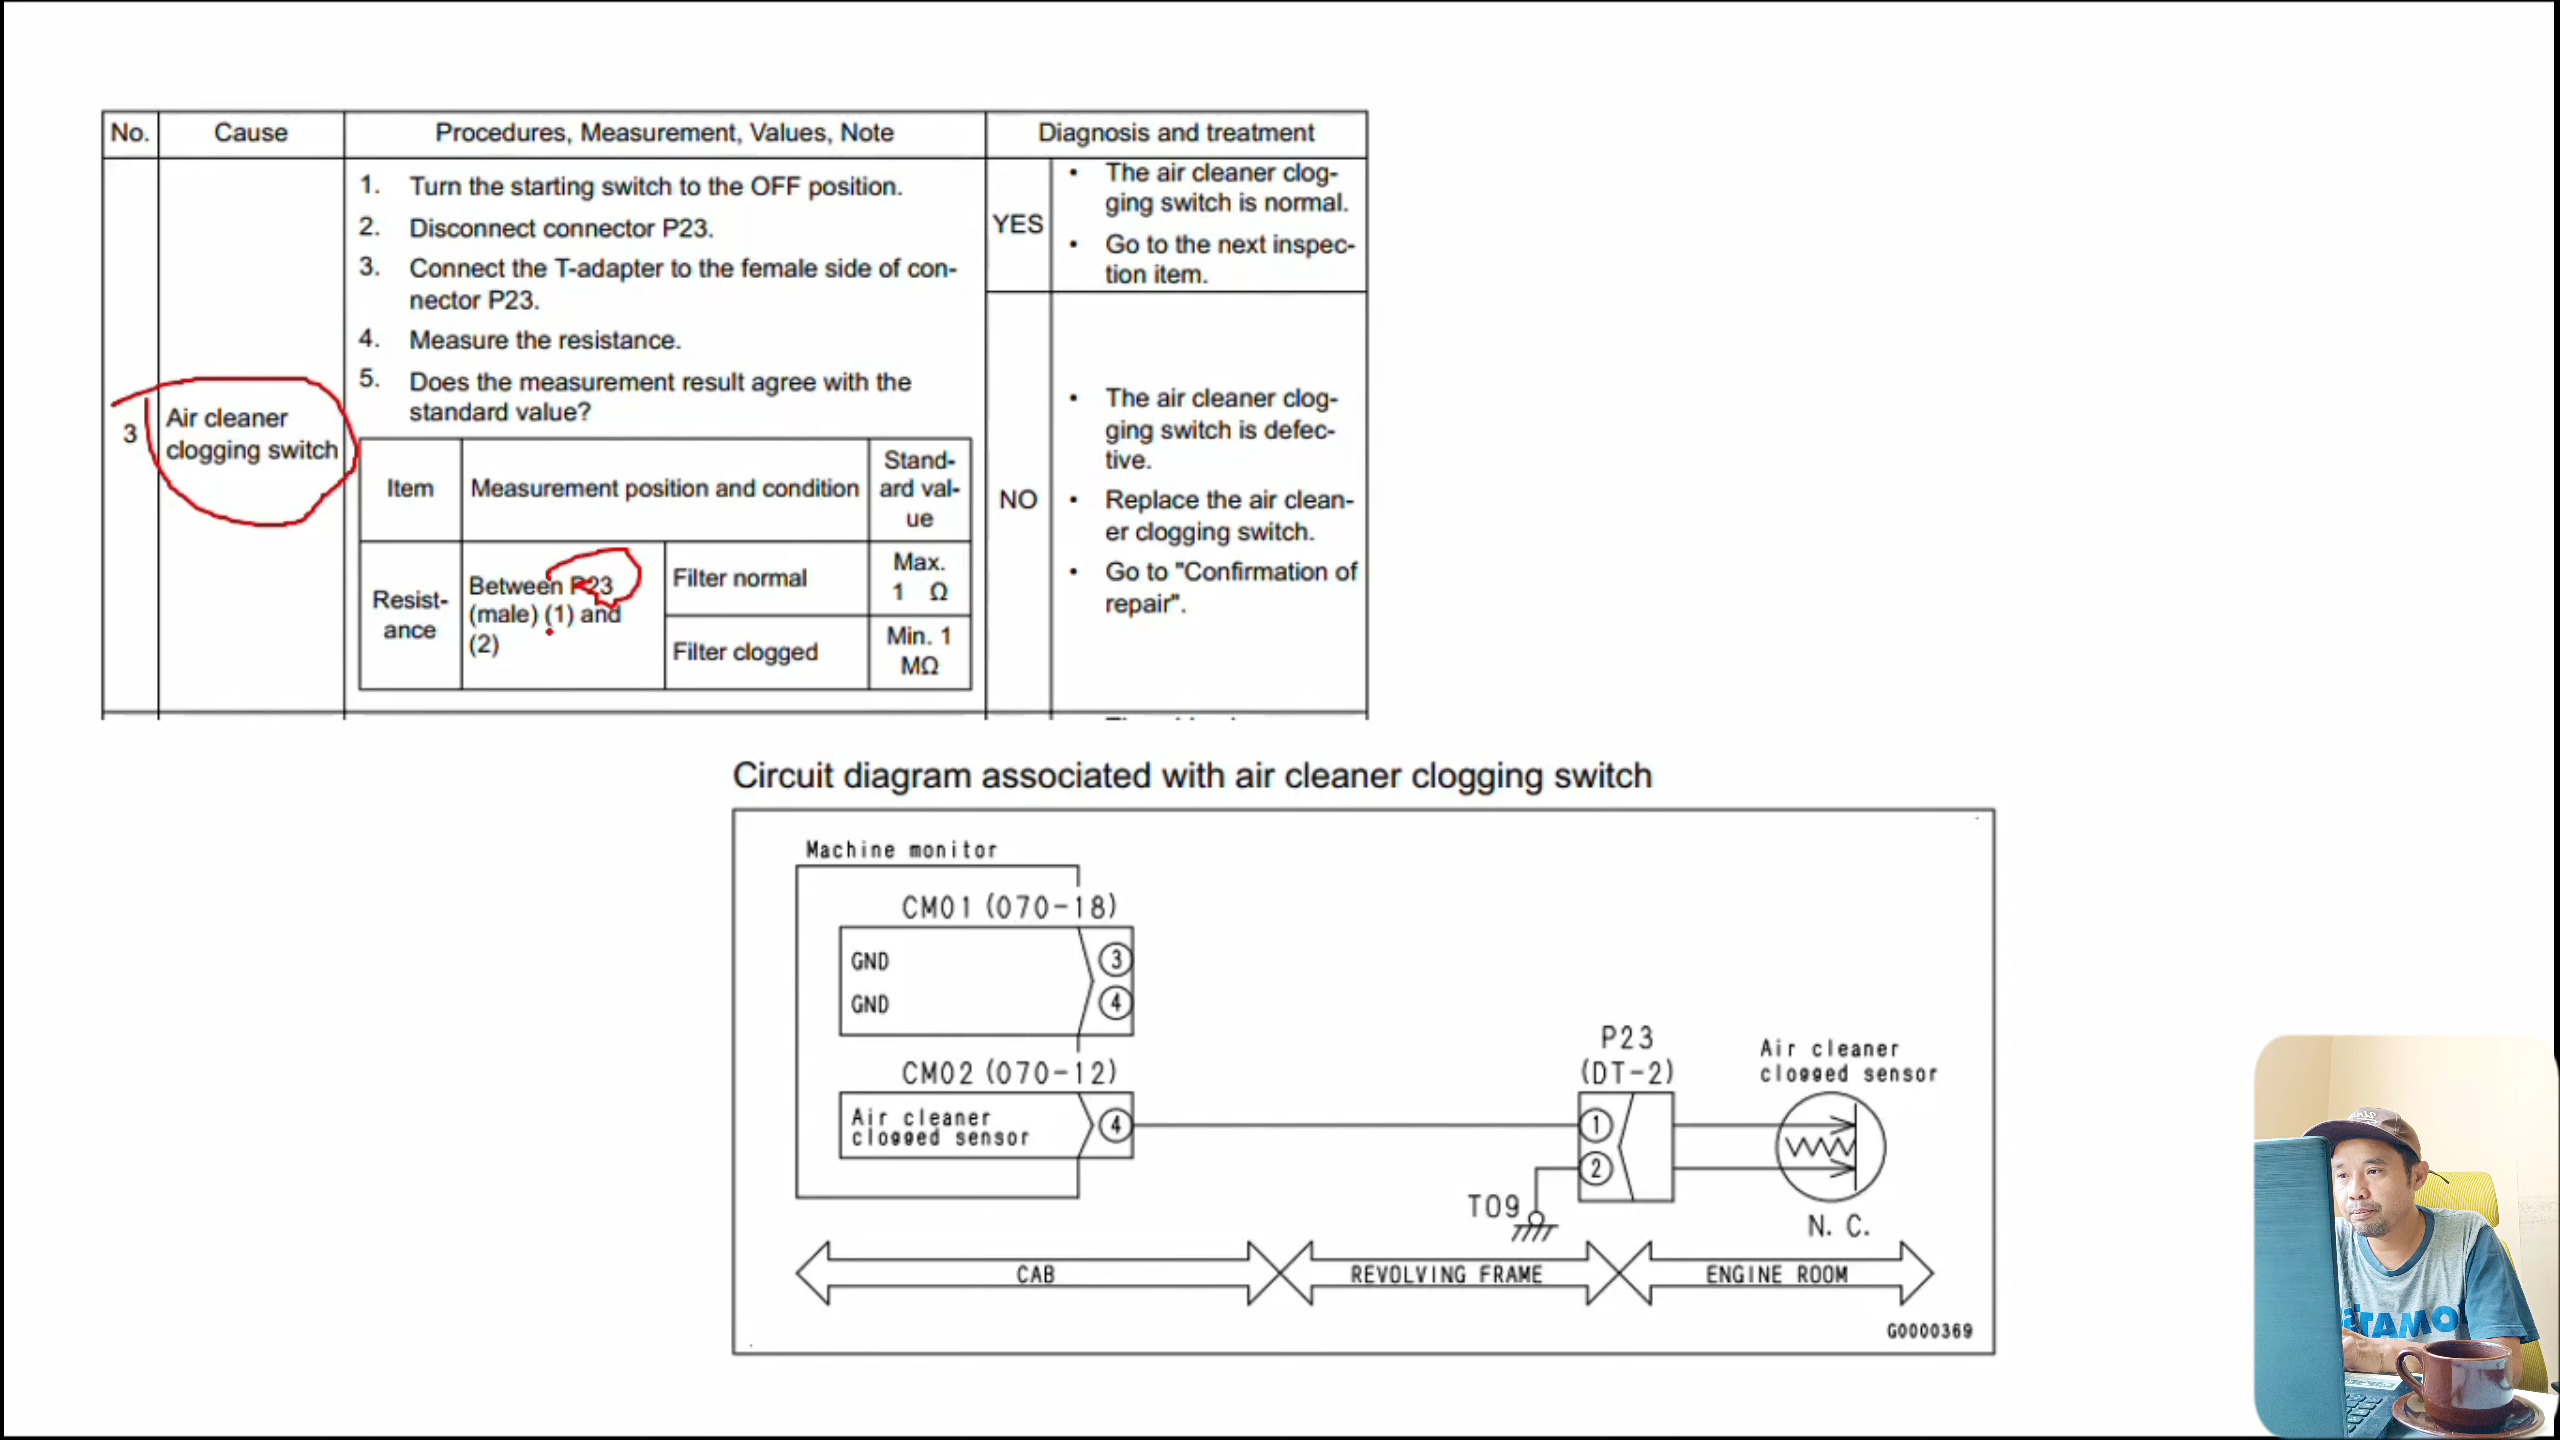 No.
Cause
Procedures, Measurement, Values, Note
Diagnosis and treatment
3
Air cleaner
clogging switch
1. Turn the starting switch to the OFF position.
2. Disconnect connector P23.
3. Connect the T-adapter to the female side of con-
nector P23.
4. Measure the resistance.
5. Does the measurement result agree with the
standard value?
Item
Measurement position and condition
Stand-
ard val-
ue
Resist-
ance
Between P23
(male) (1) and
(2)
Filter normal
Max.
1 Ω
Filter clogged
Min. 1
MΩ
YES
• The air cleaner clog-
ging switch is normal.
• Go to the next inspec-
tion item.
NO
• The air cleaner clog-
ging switch is defec-
tive.
• Replace the air clean-
er clogging switch.
• Go to "Confirmation of
repair".
Circuit diagram associated with air cleaner clogging switch
Machine monitor
CM01 (070-18)
GND
3
GND
4
CM02 (070-12)
Air cleaner
clogged sensor
4
P23
(DT-2)
1
2
T09
Air cleaner
clogged sensor
N. C.
CAB
REVOLVING FRAME
ENGINE ROOM
G0000369